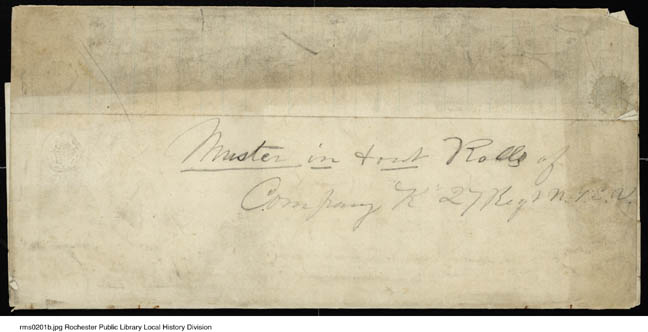 Muster in & out Rolls of
Company K 27 Regt N.Y.S.V.
rms0201b.jpg Rochester Public Library Local History Division